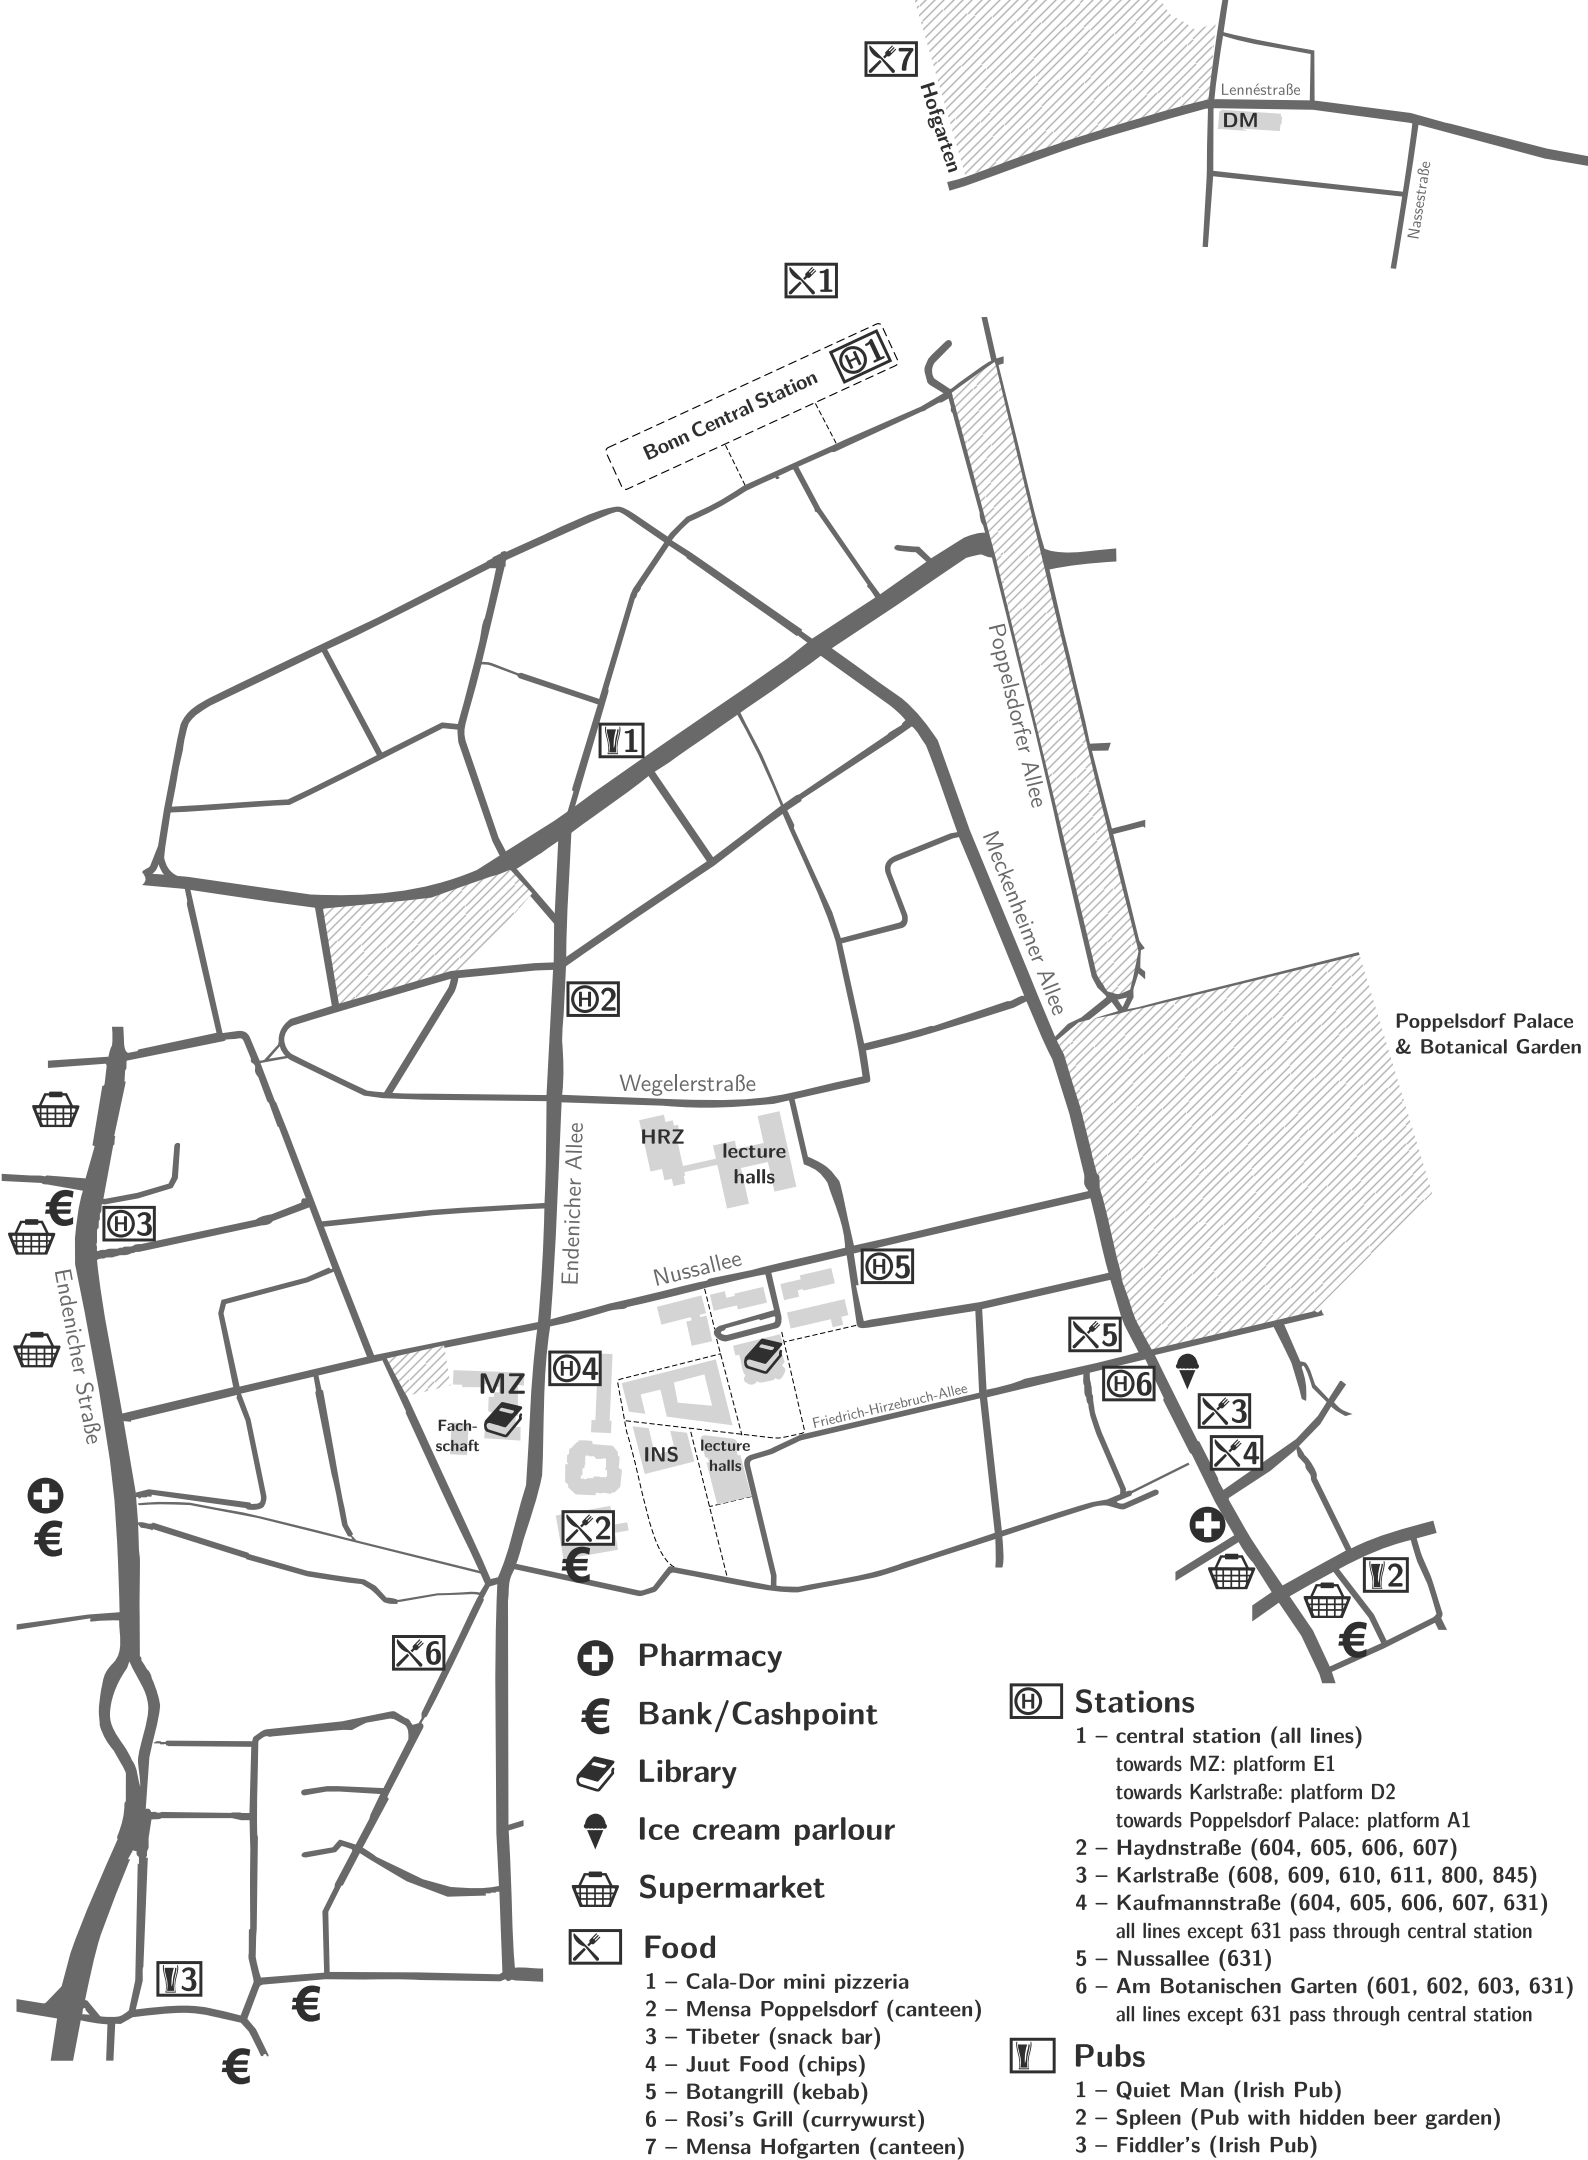 7
Hofgarten
Lennéstraße
DM
Nassestraße
1
Bonn Central Station
H 1
Poppelsdorfer Allee
1
Meckenheimer Allee
H 2
Poppelsdorf Palace
& Botanical Garden
Wegelerstraße
HRZ
lecture
halls
Endenicher Allee
€
H 3
Nussallee
H 5
Endenicher Straße
5
H 4
MZ
H 6
Friedrich-Hirzebruch-Allee
3
Fach-
schaft
INS
lecture
halls
4
€
2
€
2
€
6
Pharmacy
€ Bank/Cashpoint
Library
Ice cream parlour
Supermarket
3
€
€
Food
1 – Cala-Dor mini pizzeria
2 – Mensa Poppelsdorf (canteen)
3 – Tibeter (snack bar)
4 – Juut Food (chips)
5 – Botangrill (kebab)
6 – Rosi's Grill (currywurst)
7 – Mensa Hofgarten (canteen)
H Stations
1 – central station (all lines)
towards MZ: platform E1
towards Karlstraße: platform D2
towards Poppelsdorf Palace: platform A1
2 – Haydnstraße (604, 605, 606, 607)
3 – Karlstraße (608, 609, 610, 611, 800, 845)
4 – Kaufmannstraße (604, 605, 606, 607, 631)
all lines except 631 pass through central station
5 – Nussallee (631)
6 – Am Botanischen Garten (601, 602, 603, 631)
all lines except 631 pass through central station
Pubs
1 – Quiet Man (Irish Pub)
2 – Spleen (Pub with hidden beer garden)
3 – Fiddler's (Irish Pub)